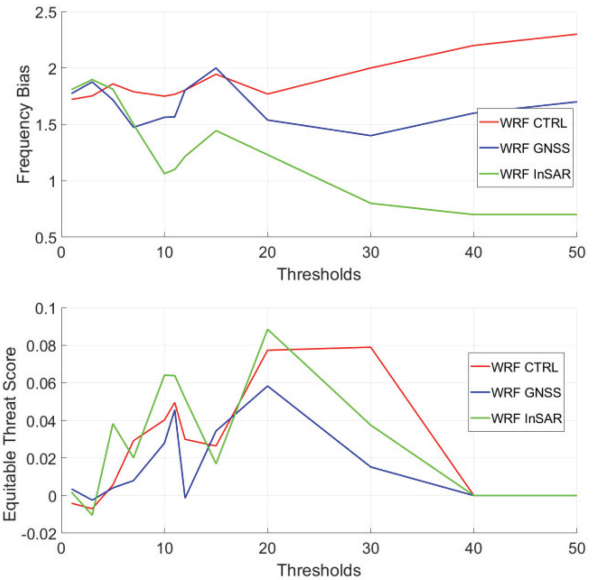 2.5
2
1.5
1
0.5
Frequency Bias
0 10 20 30 40 50
Thresholds
WRF CTRL
WRF GNSS
WRF InSAR
0.1
0.08
0.06
0.04
0.02
0
-0.02
Equitable Threat Score
0 10 20 30 40 50
Thresholds
WRF CTRL
WRF GNSS
WRF InSAR